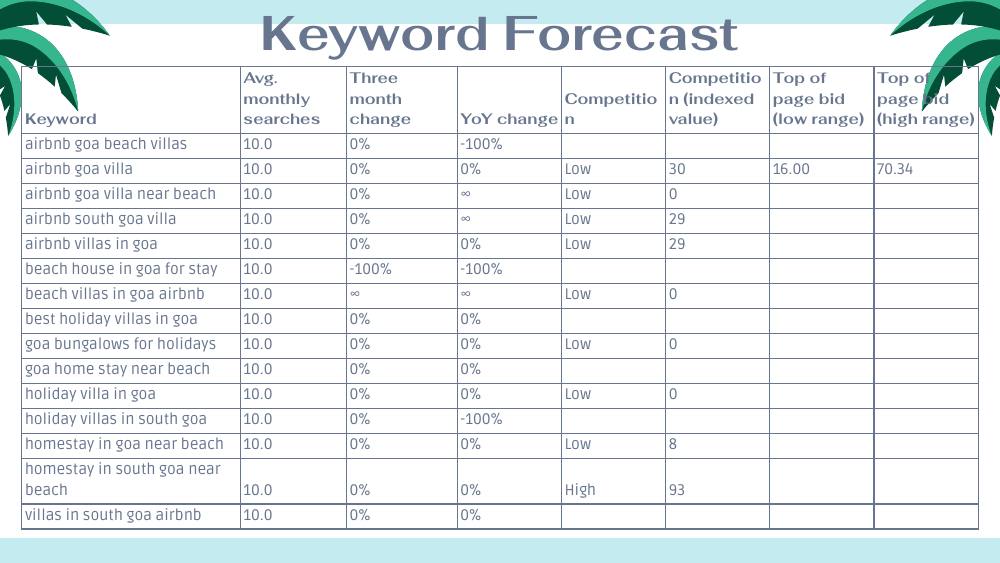 Keyword Forecast
Keyword | Avg. monthly searches | Three month change | YoY change | Competitio n | Competitio n (indexed value) | Top of page bid (low range) | Top of page bid (high range)
airbnb goa beach villas 10.0 0% -100%
airbnb goa villa 10.0 0% 0% Low 30 16.00 70.34
airbnb goa villa near beach 10.0 0% ∞ Low 0
airbnb south goa villa 10.0 0% ∞ Low 29
airbnb villas in goa 10.0 0% 0% Low 29
beach house in goa for stay 10.0 -100% -100%
beach villas in goa airbnb 10.0 ∞ ∞ Low 0
best holiday villas in goa 10.0 0% 0%
goa bungalows for holidays 10.0 0% 0% Low 0
goa home stay near beach 10.0 0% 0%
holiday villa in goa 10.0 0% 0% Low 0
holiday villas in south goa 10.0 0% -100%
homestay in goa near beach 10.0 0% 0% Low 8
homestay in south goa near
beach 10.0 0% 0% High 93
villas in south goa airbnb 10.0 0% 0%